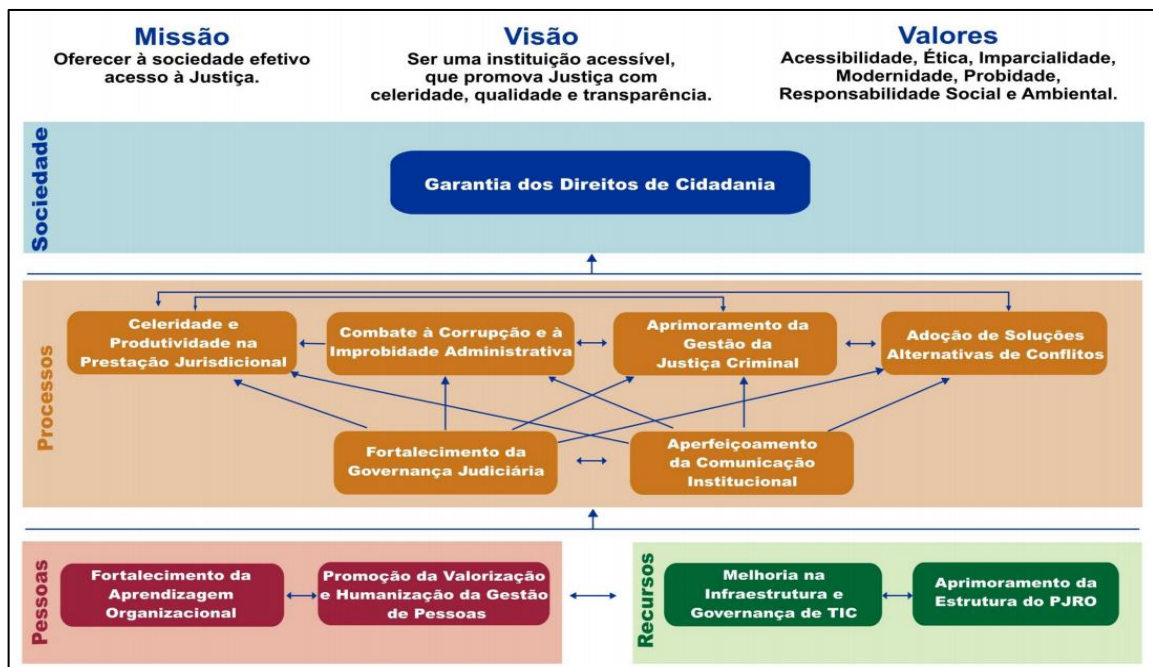 Missão
Oferecer à sociedade efetivo
acesso à Justiça.
Visão
Ser uma instituição acessível,
que promova Justiça com
celeridade, qualidade e transparência.
Valores
Acessibilidade, Ética, Imparcialidade,
Modernidade, Probidade,
Responsabilidade Social e Ambiental.
Sociedade
Garantia dos Direitos de Cidadania
Processos
Celeridade e
Produtividade na
Prestação Jurisdicional
Combate à Corrupção e à
Improbidade Administrativa
Aprimoramento da
Gestão da
Justiça Criminal
Adoção de Soluções
Alternativas de Conflitos
Fortalecimento da
Governança Judiciária
Aperfeiçoamento
da Comunicação
Institucional
Pessoas
Fortalecimento da
Aprendizagem
Organizacional
Promoção da Valorização
e Humanização da Gestão
de Pessoas
Recursos
Melhoria na
Infraestrutura e
Governança de TIC
Aprimoramento da
Estrutura do PJRO